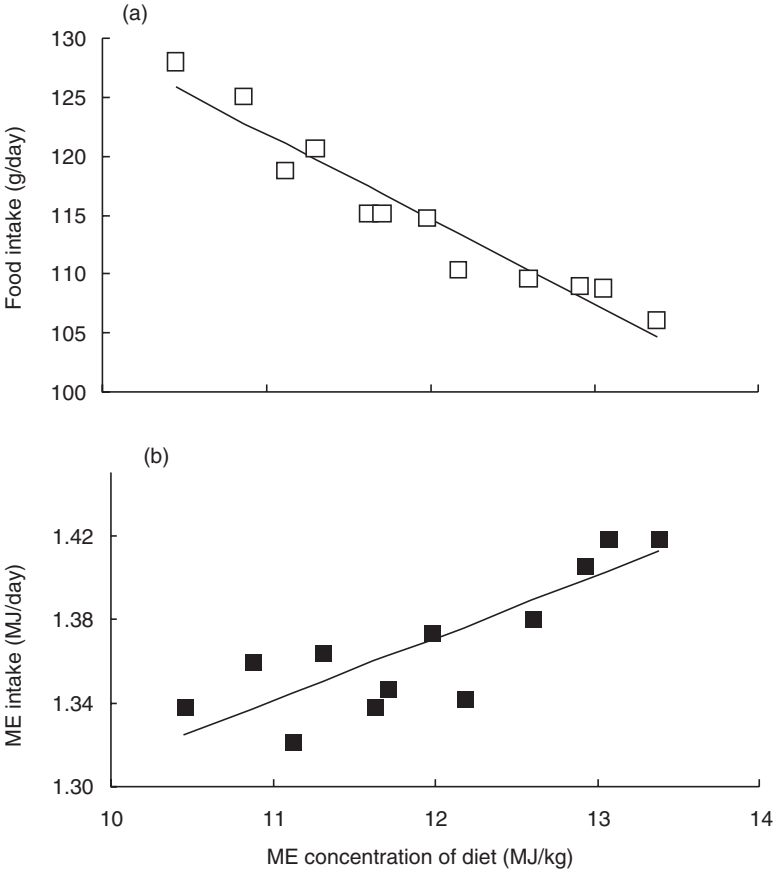 (a)
130
125
120
115
110
105
100
Food intake (g/day)
(b)
1.42
1.38
1.34
1.30
ME intake (MJ/day)
10 11 12 13 14
ME concentration of diet (MJ/kg)